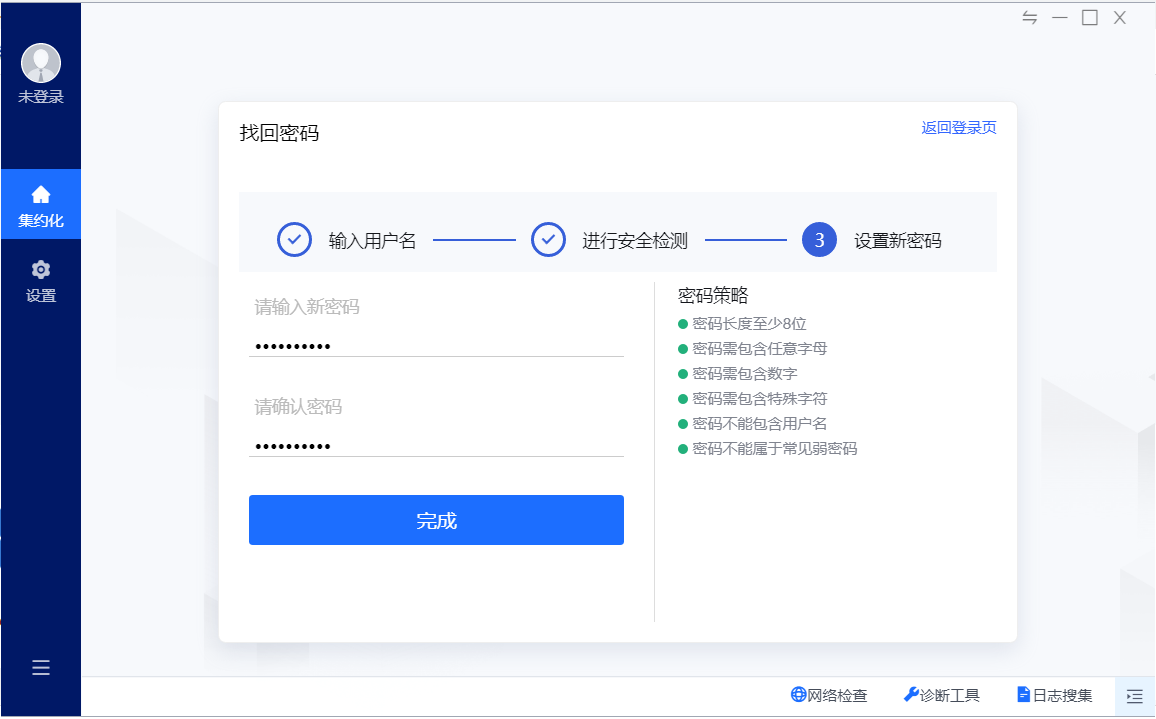 未登录
集约化
设置
找回密码
返回登录页
输入用户名
进行安全检测
3 设置新密码
请输入新密码
••••••••••
请确认密码
••••••••••
完成
密码策略
密码长度至少8位
密码需包含任意字母
密码需包含数字
密码需包含特殊字符
密码不能包含用户名
密码不能属于常见弱密码
网络检查
诊断工具
日志搜集